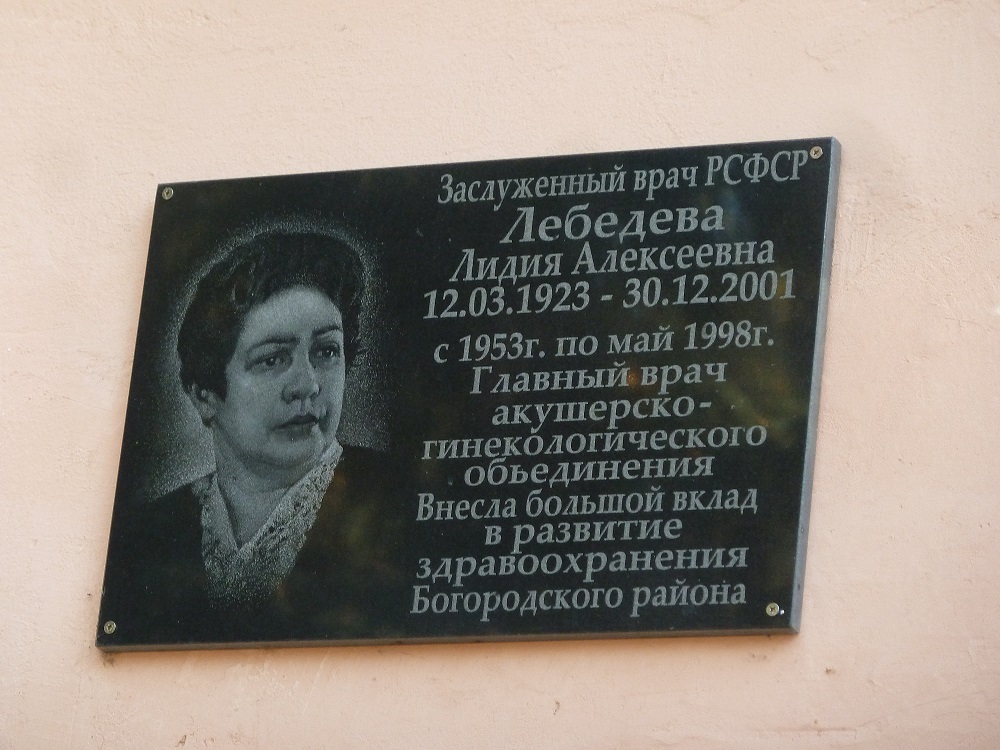 Заслуженный врач РСФСР
Лебедева
Лидия Алексеевна
12.03.1923 - 30.12.2001
с 1953г. по май 1998г.
Главный врач
акушерско-
гинекологического
обьединения
Внесла большой вклад
в развитие
здравоохранения
Богородского района